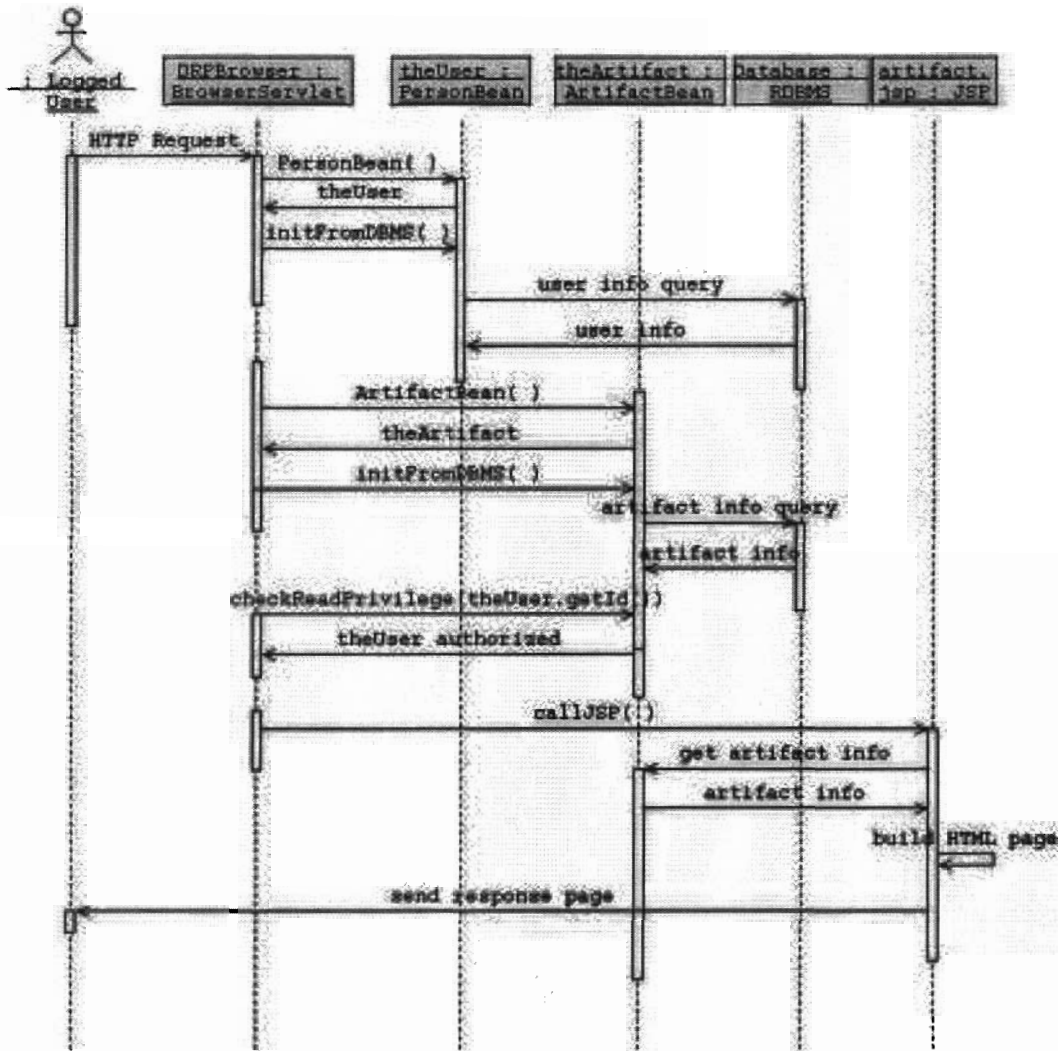 : Logged
User
DRPBrowser :
BrowserServlet
theUser :
PersonBean
theArtifact :
ArtifactBean
Database :
RDBMS
artifact.
jsp : JSP
HTTP Request
PersonBean( )
theUser
initFromDBMS( )
user info query
user info
ArtifactBean( )
theArtifact
initFromDBMS( )
artifact info query
artifact info
checkReadPrivilege(theUser.getId())
theUser authorized
callJSP( )
get artifact info
artifact info
build HTML page
send response page